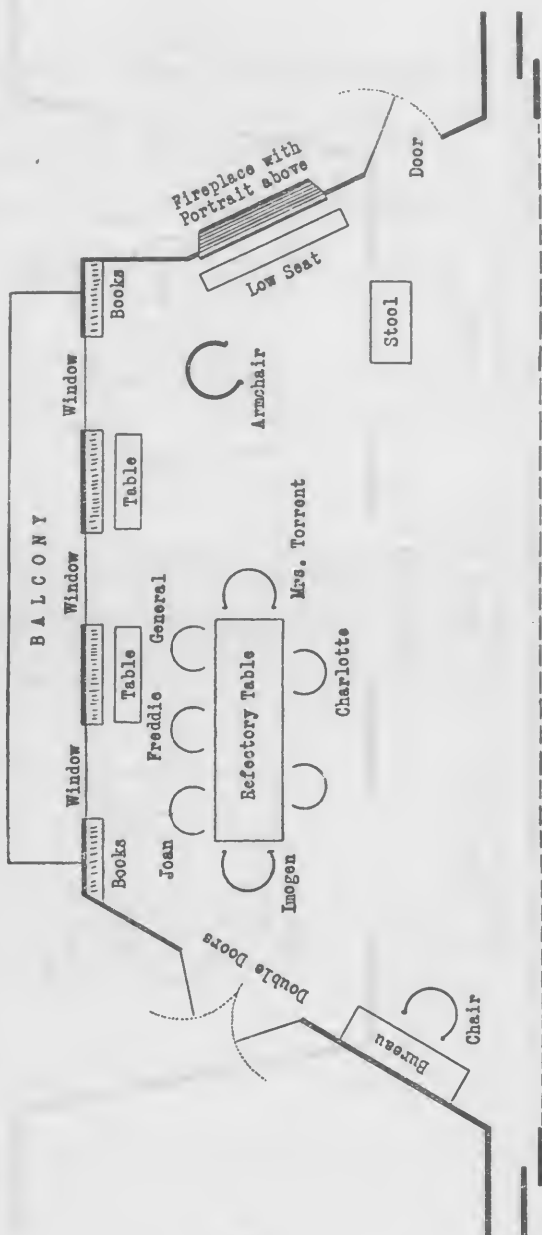 BALCONY
Books
Window
Window
Window
Books
Table
Table
Fireplace with
Portrait above
Low Seat
Door
Stool
Armchair
Joan
Freddie
General
Mrs. Torrent
Refectory Table
Imogen
Charlotte
Double Doors
Bureau
Chair